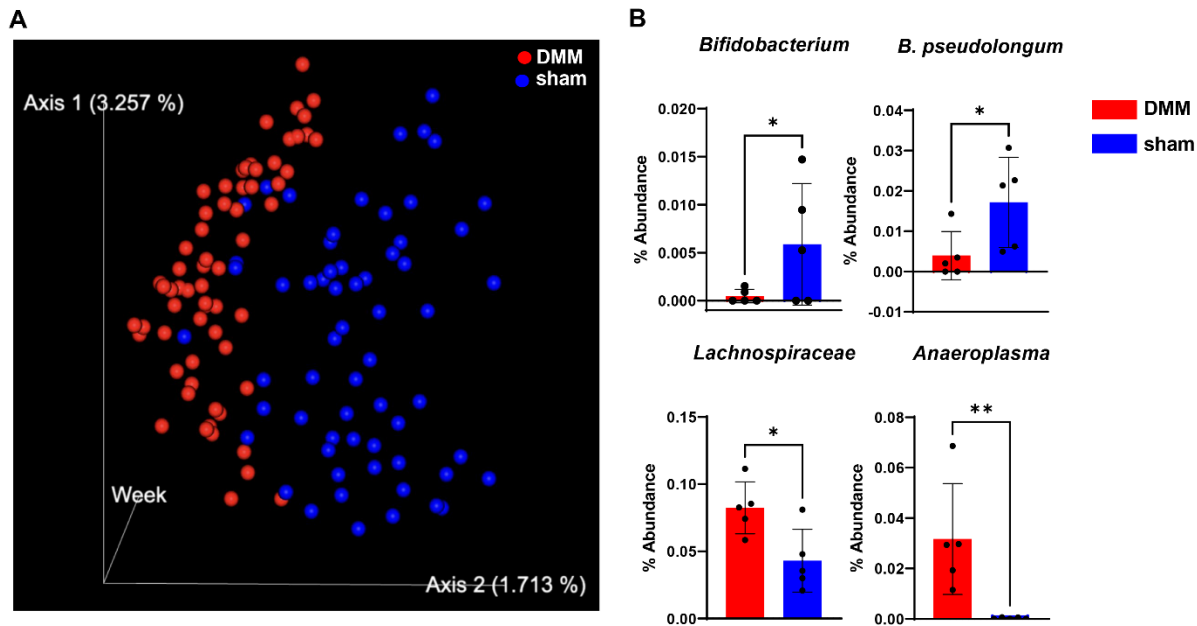 A
DMM
sham
Axis 1 (3.257 %)
Week
Axis 2 (1.713 %)
B
Bifidobacterium
% Abundance
0.020
0.015
0.010
0.005
0.000
*
B. pseudolongum
% Abundance
0.04
0.03
0.02
0.01
0.00
-0.01
*
DMM
sham
Lachnospiraceae
% Abundance
0.15
0.10
0.05
0.00
*
Anaeroplasma
% Abundance
0.08
0.06
0.04
0.02
0.00
**